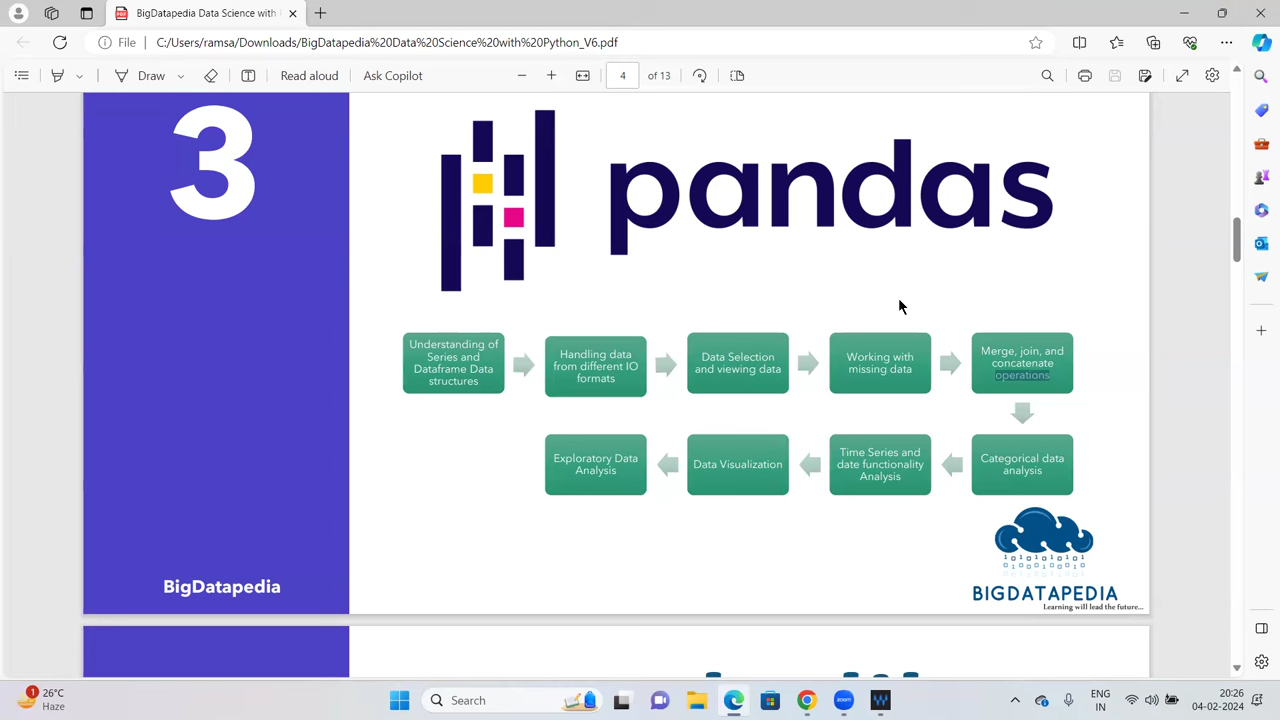 BigDatapedia Data Science with
File
C:/Users/ramsa/Downloads/BigDatapedia%20Data%20Science%20with%20Python_V6.pdf
Draw
Read aloud
Ask Copilot
4
of 13
3
pandas
Understanding of
Series and
Dataframe Data
structures
Handling data
from different IO
formats
Data Selection
and viewing data
Working with
missing data
Merge, join, and
concatenate
operations
Categorical data
analysis
Time Series and
date functionality
Analysis
Data Visualization
Exploratory Data
Analysis
BigDatapedia
BIGDATAPEDIA
Learning will lead the future...
1
26°C
Haze
Search
zoom
ENG
IN
20:26
04-02-2024